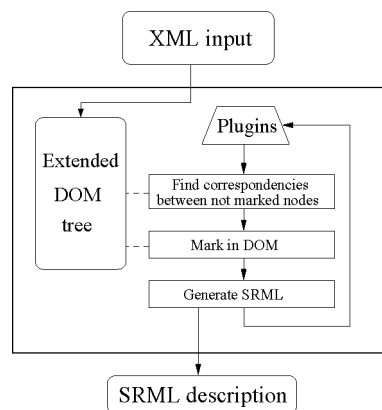 XML input
Extended
DOM
tree
Plugins
Find correspondencies
between not marked nodes
Mark in DOM
Generate SRML
SRML description